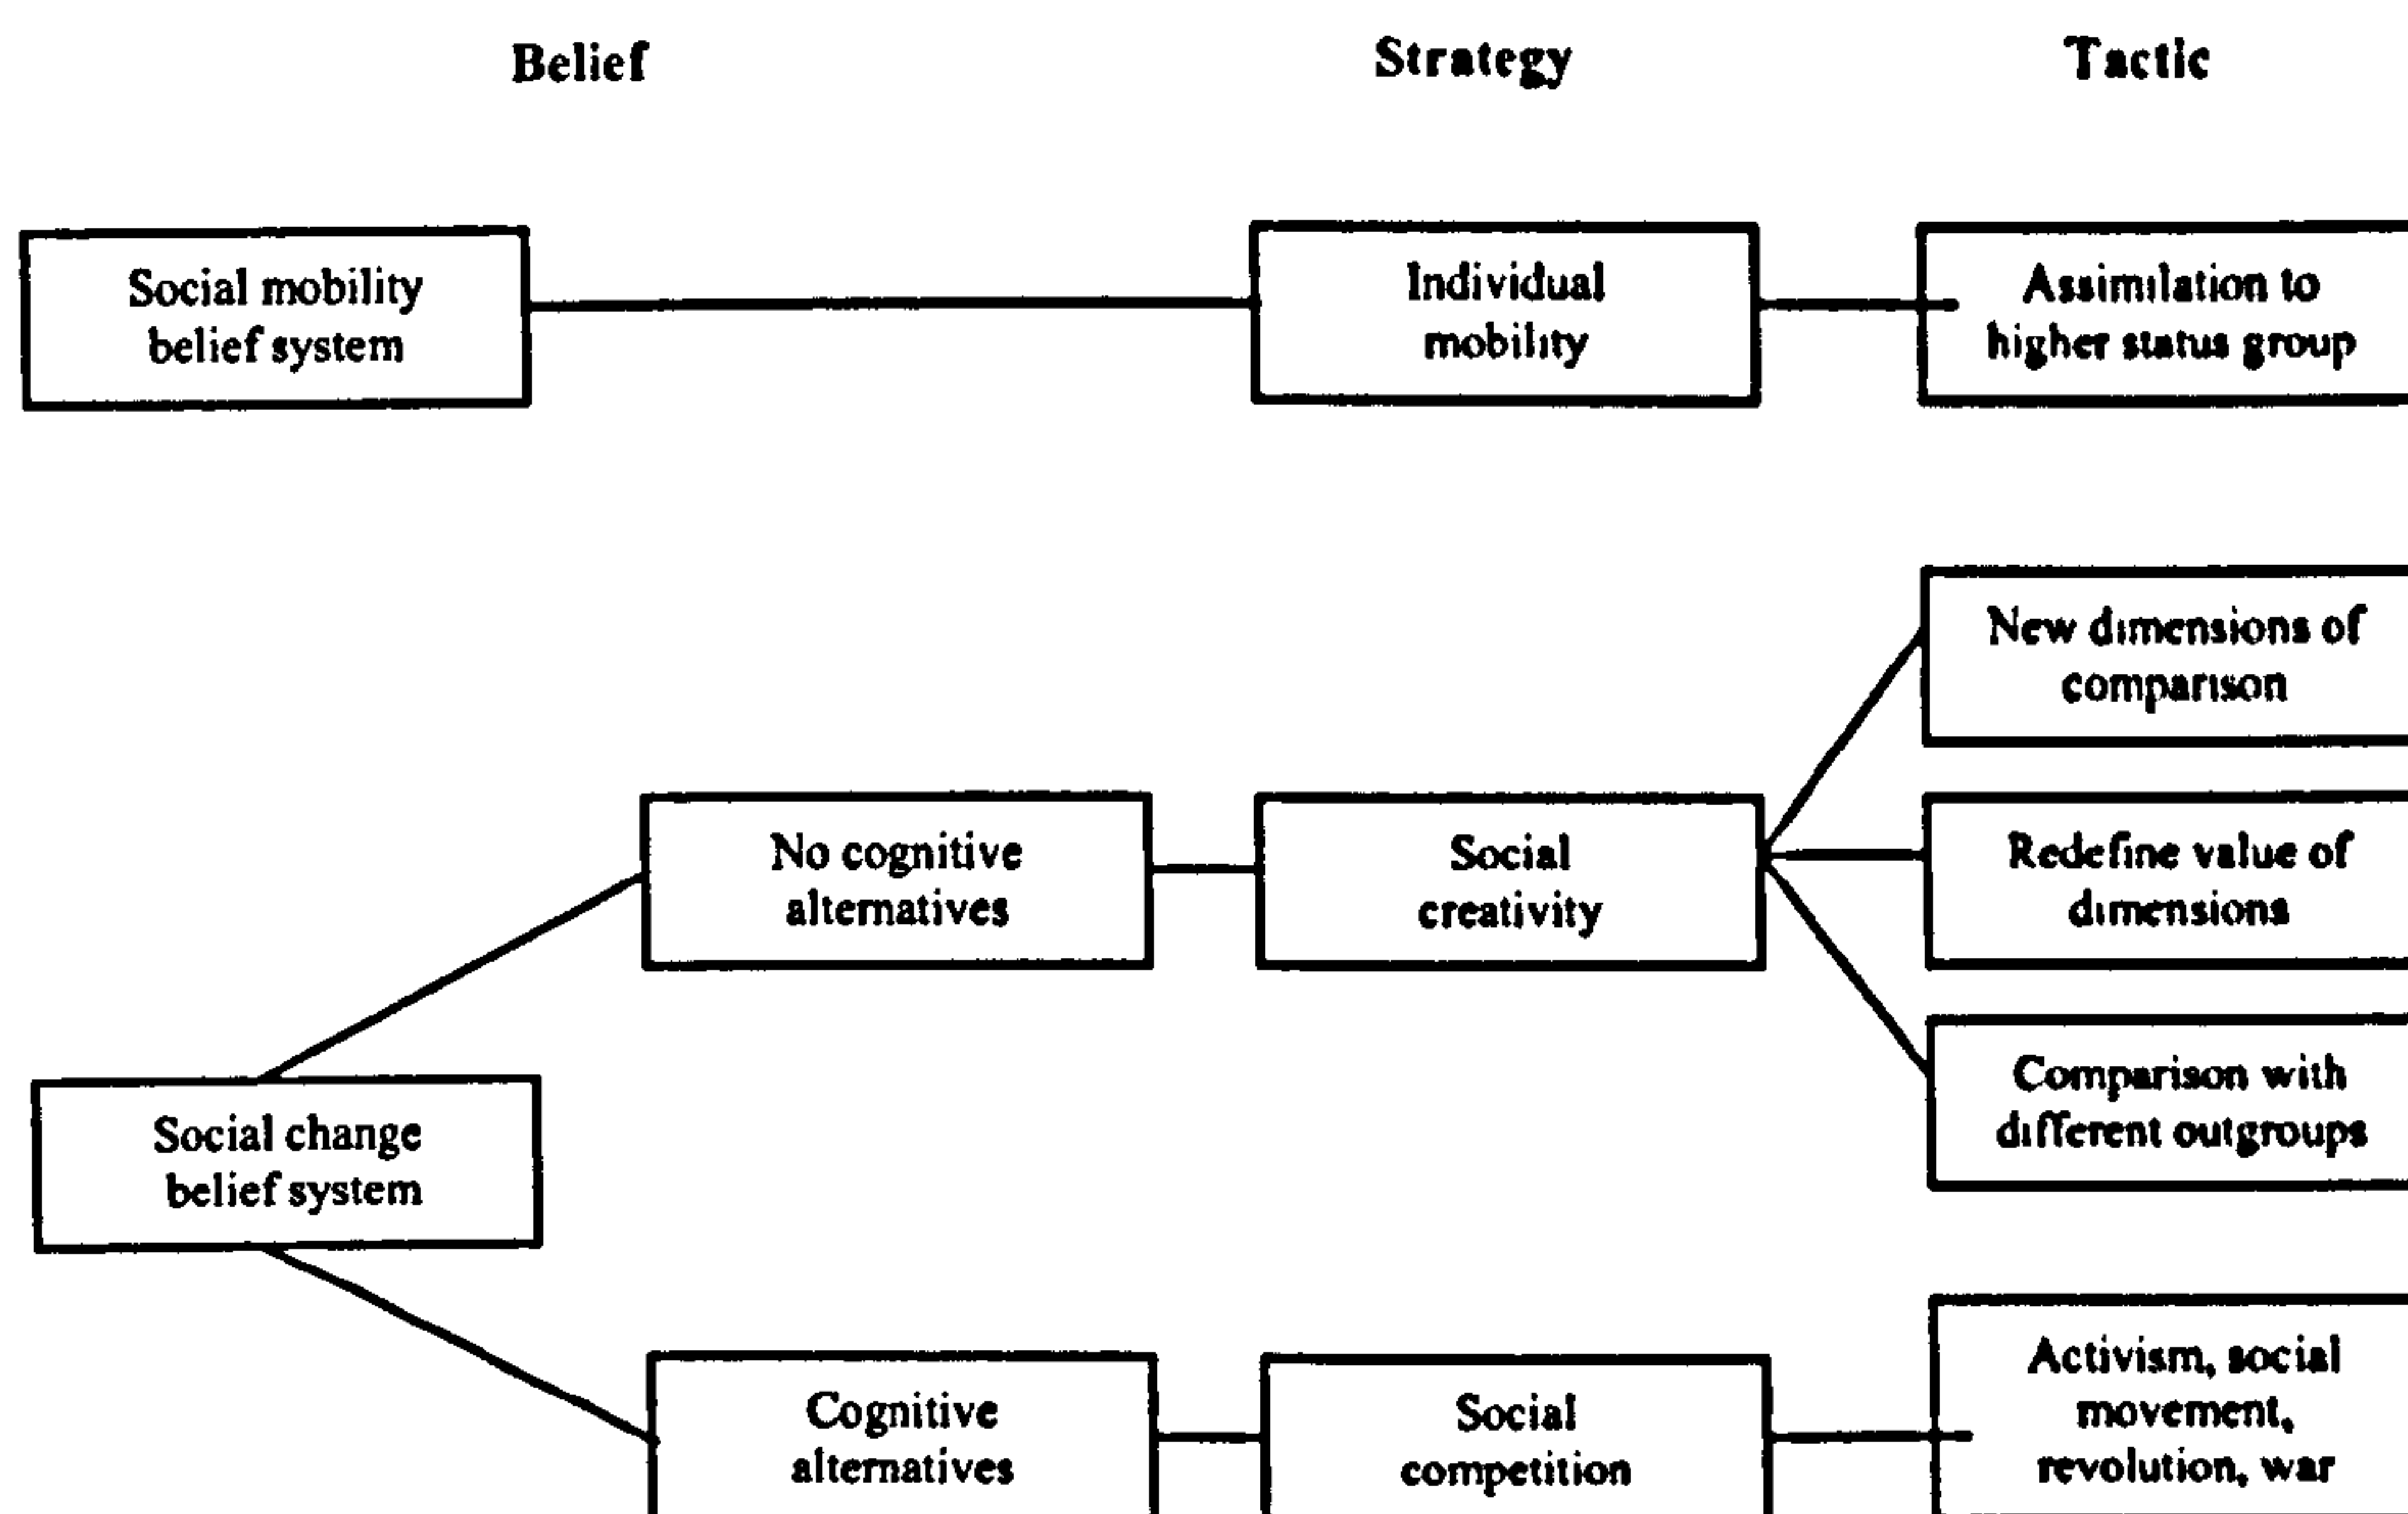 Belief
Strategy
Tactic
Social mobility
belief system
Individual
mobility
Assimilation to
higher status group
New dimensions of
comparison
No cognitive
alternatives
Social
creativity
Redefine value of
dimensions
Comparison with
different outgroups
Social change
belief system
Cognitive
alternatives
Social
competition
Activism, social
movement,
revolution, war